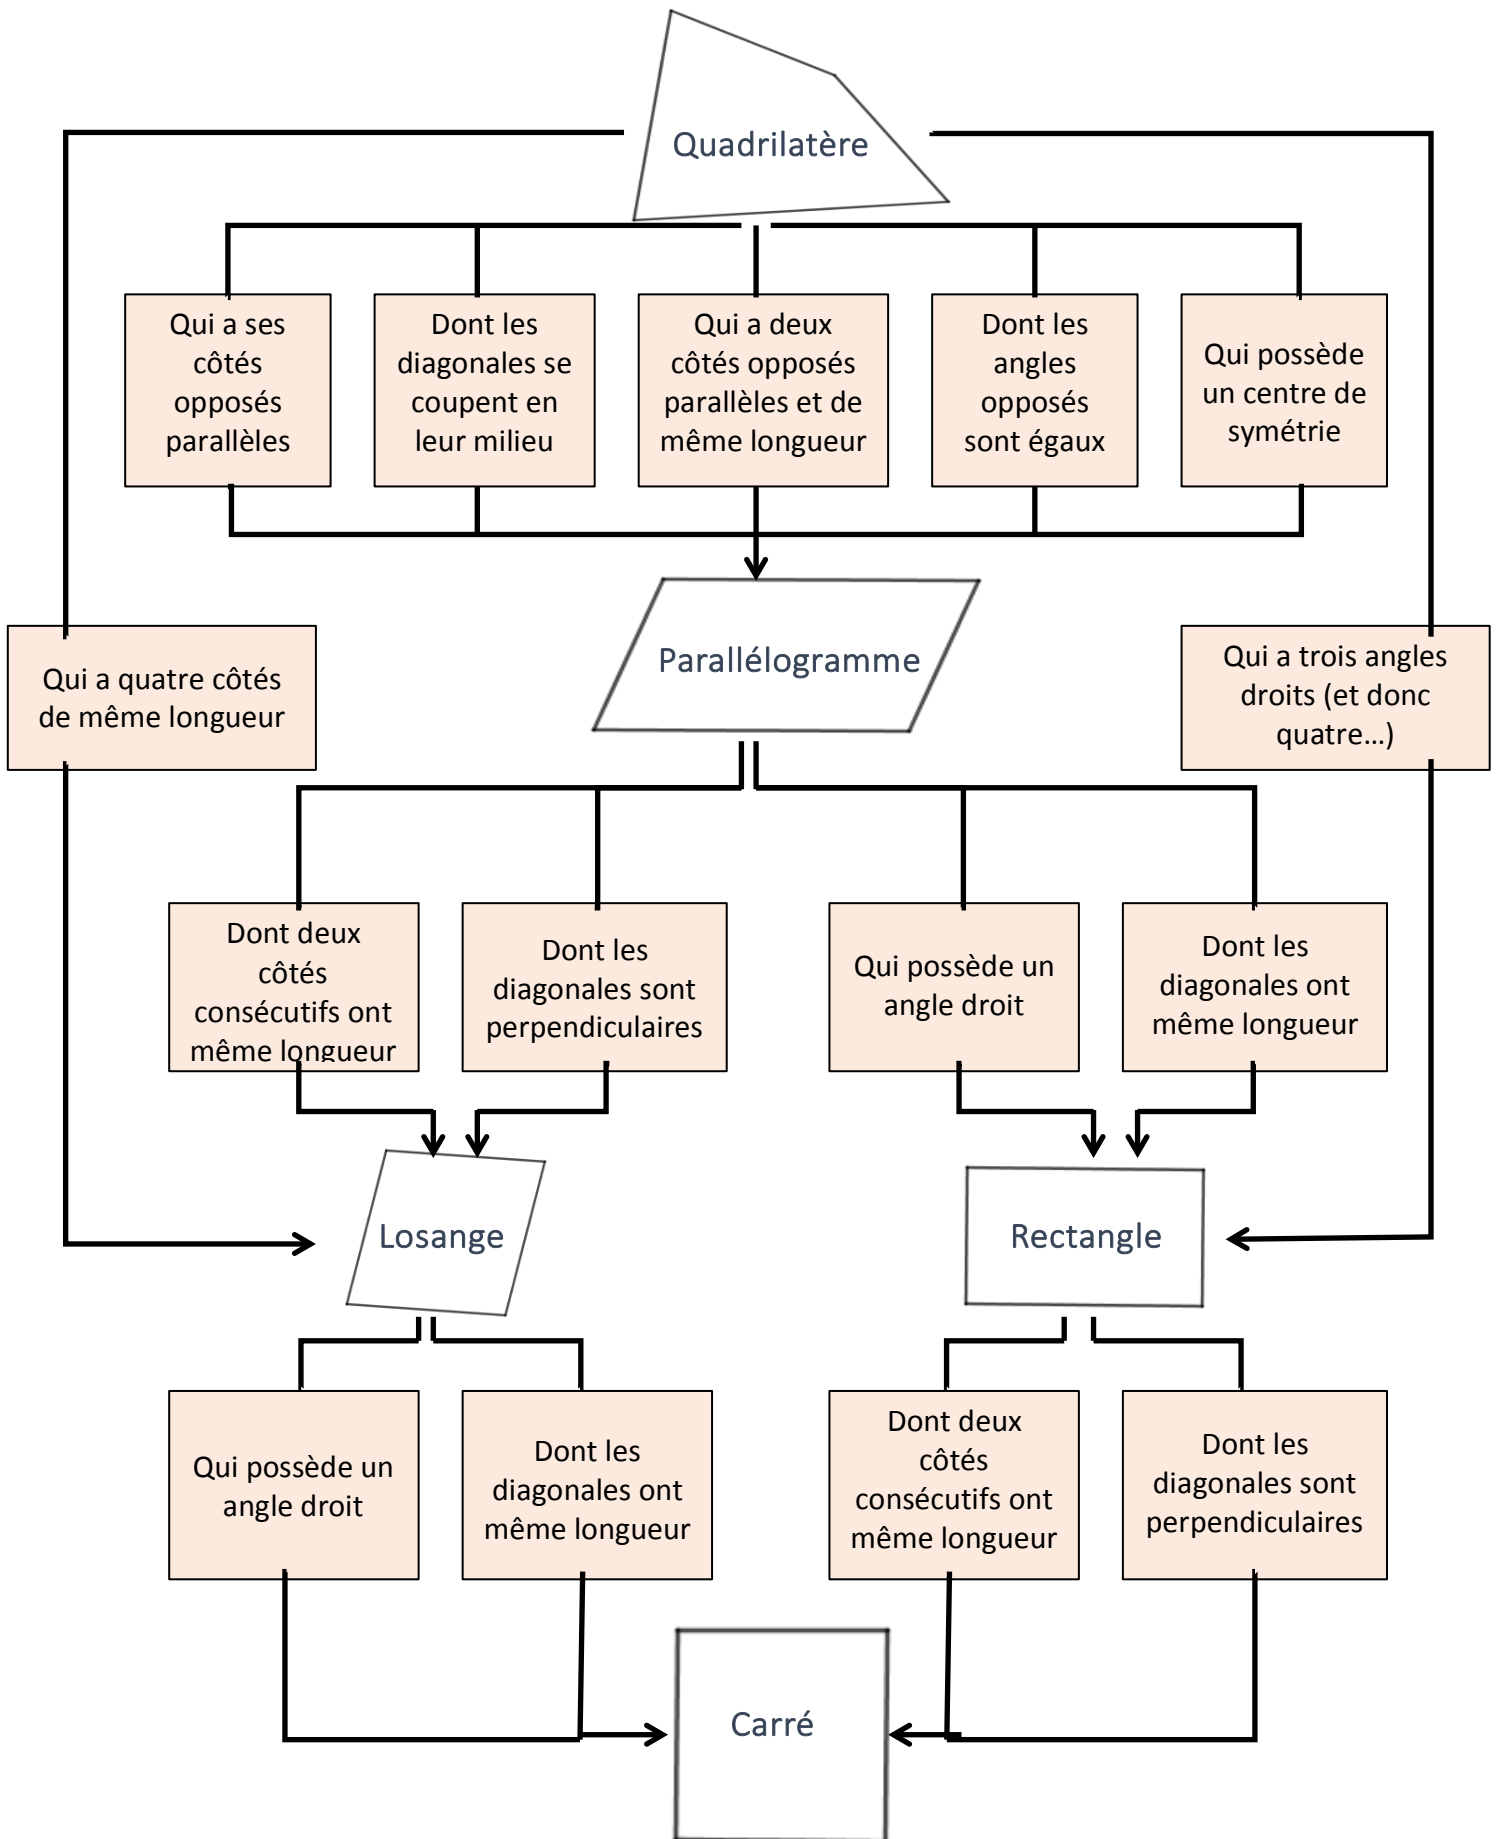 Quadrilatère
Qui a ses
côtés
opposés
parallèles
Dont les
diagonales se
coupent en
leur milieu
Qui a deux
côtés opposés
parallèles et de
même longueur
Dont les
angles
opposés
sont égaux
Qui possède
un centre de
symétrie
Qui a quatre côtés
de même longueur
Parallélogramme
Qui a trois angles
droits (et donc
quatre...)
Dont deux
côtés
consécutifs ont
même longueur
Dont les
diagonales sont
perpendiculaires
Qui possède un
angle droit
Dont les
diagonales ont
même longueur
Losange
Rectangle
Qui possède un
angle droit
Dont les
diagonales ont
même longueur
Dont deux
côtés
consécutifs ont
même longueur
Dont les
diagonales sont
perpendiculaires
Carré